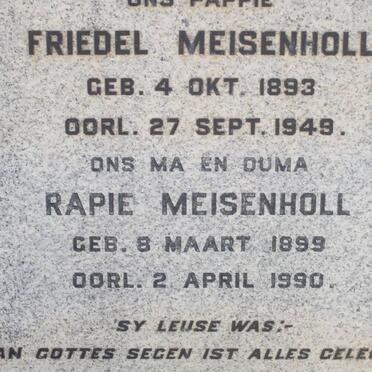 ONS PAPPIE
FRIEDEL MEISENHOLL
GEB. 4 OKT. 1893
OORL. 27 SEPT. 1949.
ONS MA EN OUMA
RAPIE MEISENHOLL
GEB. 8 MAART 1899
OORL. 2 APRIL 1990.
SY LEUSE WAS:-
AN GOTTES SEGEN IST ALLES GELEG